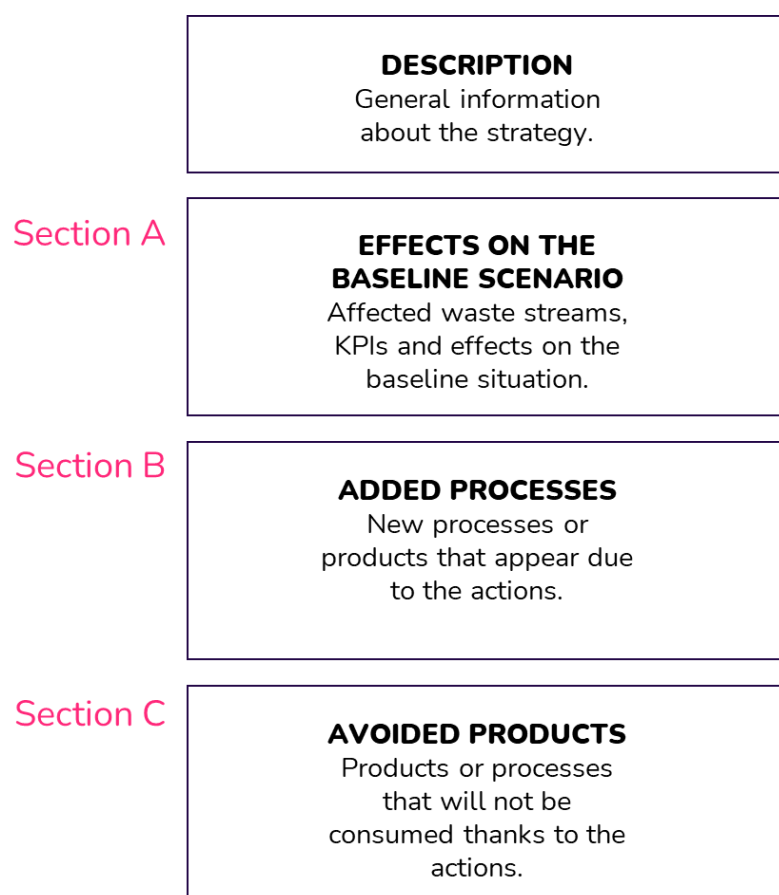 DESCRIPTION
General information
about the strategy.
Section A
EFFECTS ON THE
BASELINE SCENARIO
Affected waste streams,
KPIs and effects on the
baseline situation.
Section B
ADDED PROCESSES
New processes or
products that appear due
to the actions.
Section C
AVOIDED PRODUCTS
Products or processes
that will not be
consumed thanks to the
actions.